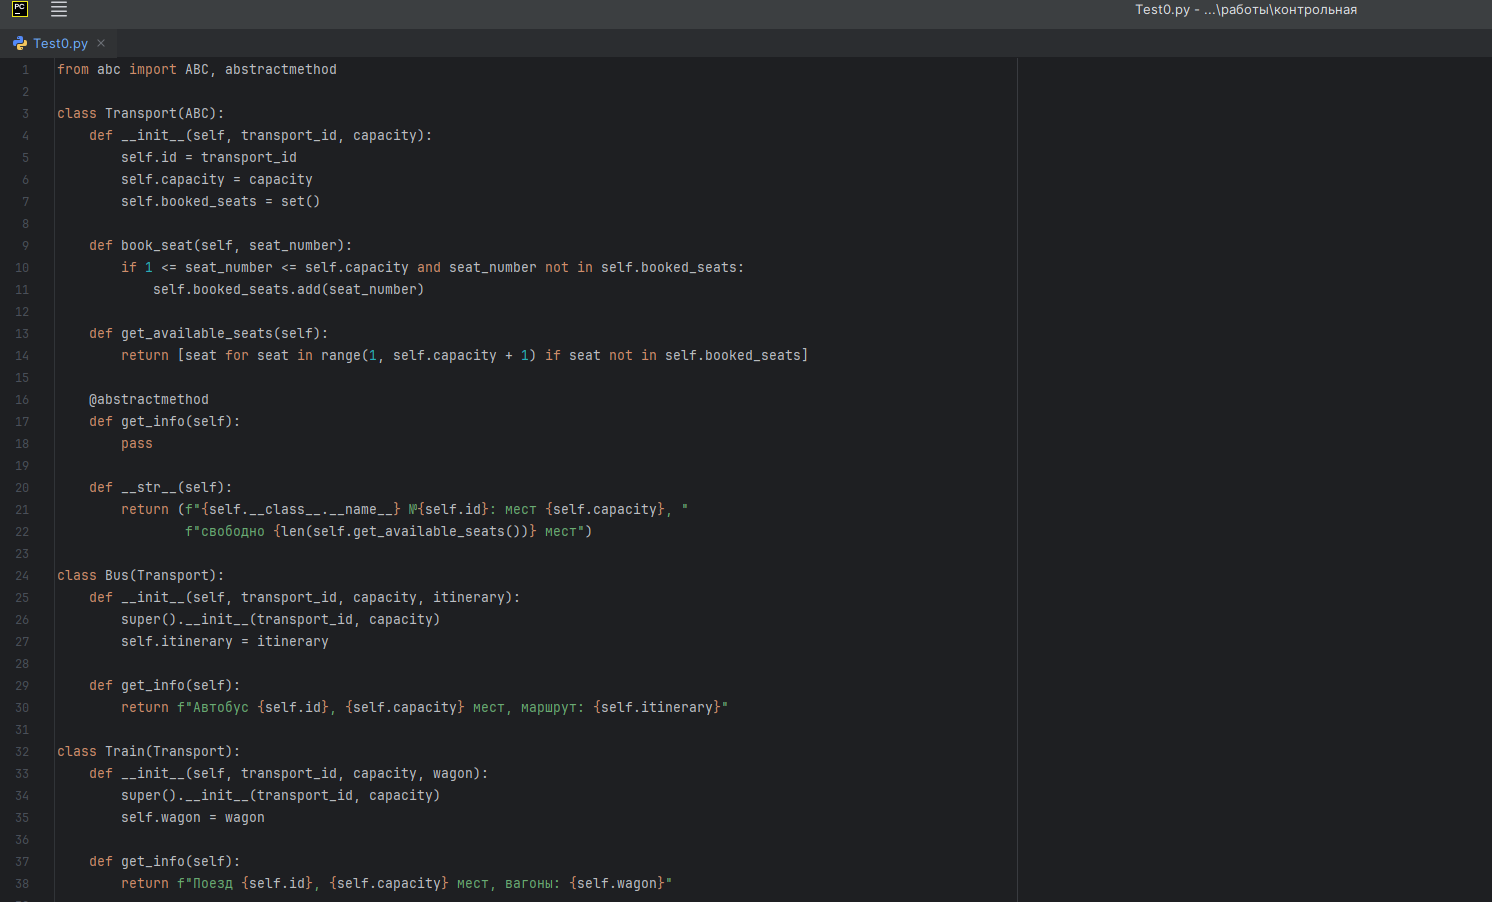 PC
Test0.py - ...\работы\контрольная
Test0.py ×
1 from abc import ABC, abstractmethod
2
3 class Transport(ABC):
4     def __init__(self, transport_id, capacity):
5         self.id = transport_id
6         self.capacity = capacity
7         self.booked_seats = set()
8
9     def book_seat(self, seat_number):
10         if 1 <= seat_number <= self.capacity and seat_number not in self.booked_seats:
11             self.booked_seats.add(seat_number)
12
13     def get_available_seats(self):
14         return [seat for seat in range(1, self.capacity + 1) if seat not in self.booked_seats]
15
16     @abstractmethod
17     def get_info(self):
18         pass
19
20     def __str__(self):
21         return (f"{self.__class__.__name__} №{self.id}: мест {self.capacity}, "
22                 f"свободно {len(self.get_available_seats())} мест")
23
24 class Bus(Transport):
25     def __init__(self, transport_id, capacity, itinerary):
26         super().__init__(transport_id, capacity)
27         self.itinerary = itinerary
28
29     def get_info(self):
30         return f"Автобус {self.id}, {self.capacity} мест, маршрут: {self.itinerary}"
31
32 class Train(Transport):
33     def __init__(self, transport_id, capacity, wagon):
34         super().__init__(transport_id, capacity)
35         self.wagon = wagon
36
37     def get_info(self):
38         return f"Поезд {self.id}, {self.capacity} мест, вагоны: {self.wagon}"